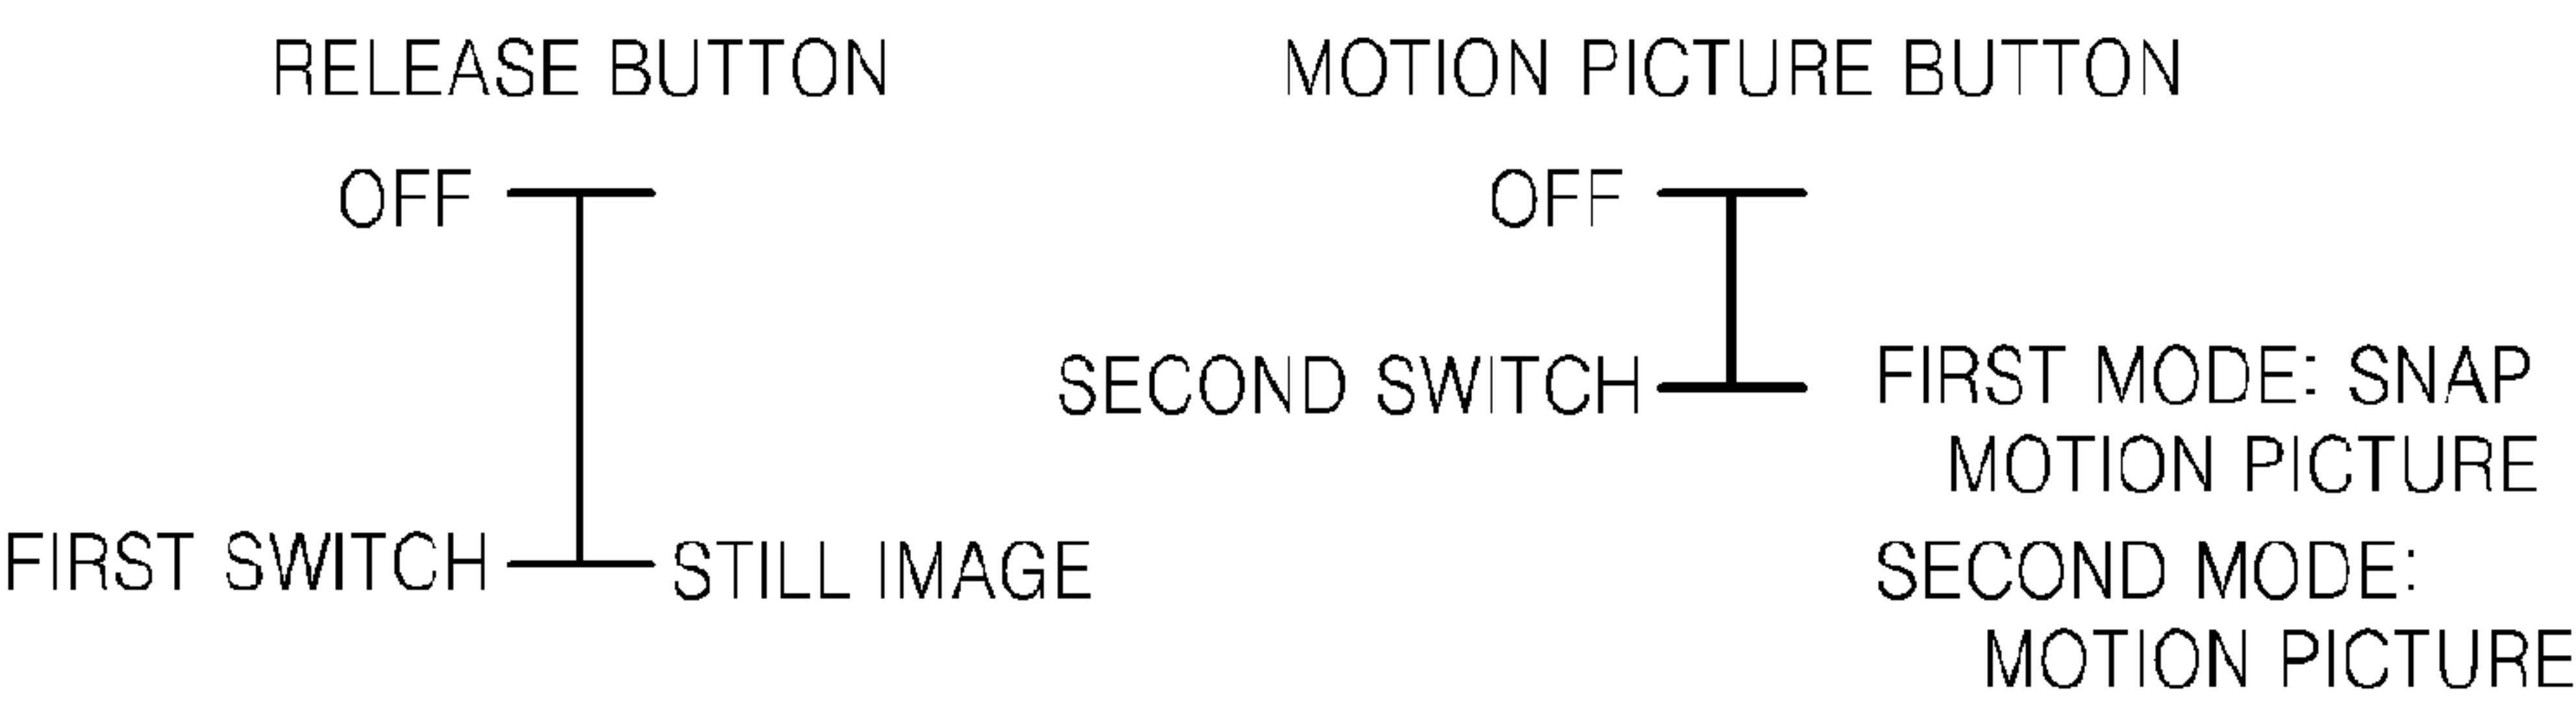 RELEASE BUTTON
OFF
FIRST SWITCH
STILL IMAGE
MOTION PICTURE BUTTON
OFF
SECOND SWITCH
FIRST MODE: SNAP
MOTION PICTURE
SECOND MODE:
MOTION PICTURE